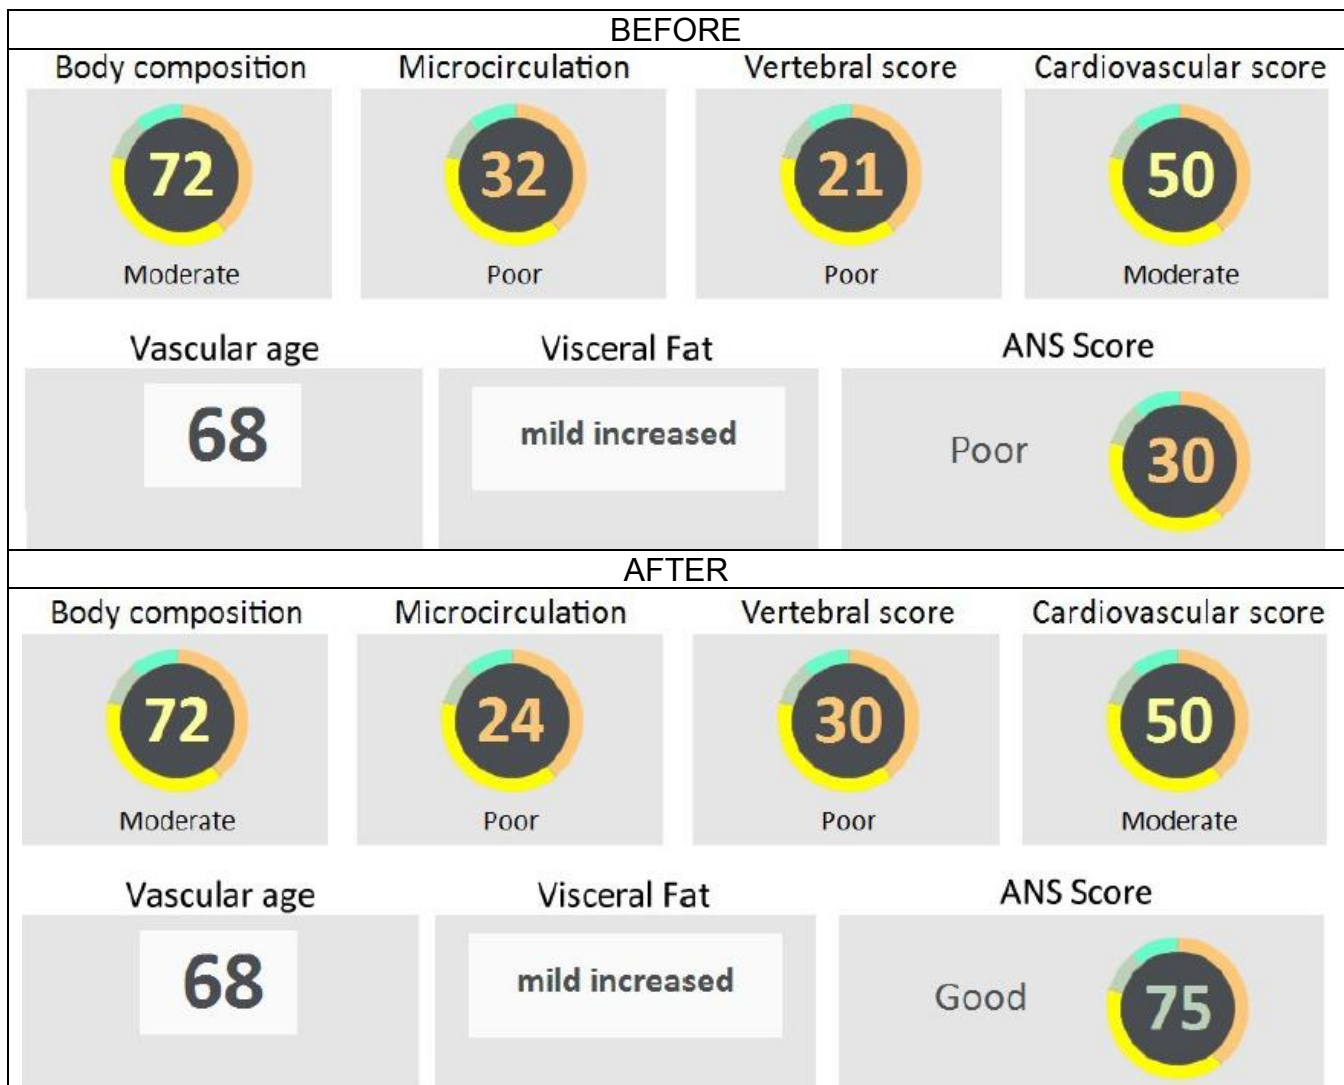 BEFORE
Body composition Microcirculation Vertebral score Cardiovascular score
72 32 21 50
Moderate Poor Poor Moderate
Vascular age Visceral Fat ANS Score
68 mild increased Poor 30
AFTER
Body composition Microcirculation Vertebral score Cardiovascular score
72 24 30 50
Moderate Poor Poor Moderate
Vascular age Visceral Fat ANS Score
68 mild increased Good 75